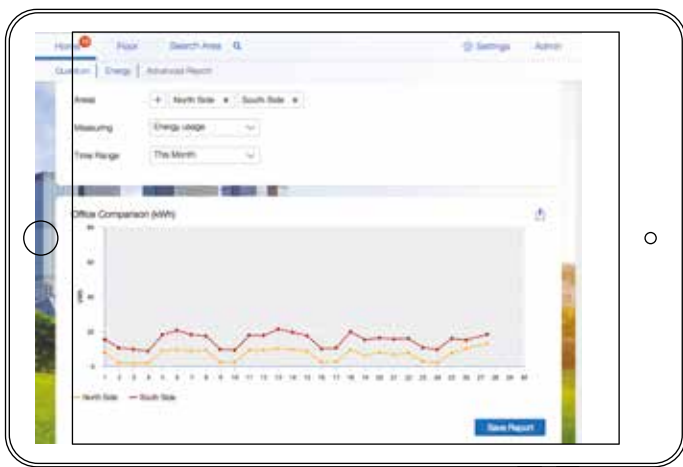 Home Floor Search Area Settings Admin
Quantum Energy Advanced Report
Areas + North Side × South Side ×
Measuring Energy usage
Time Range This Month
Office Comparison (kWh)
80
60
40
20
0
kWh
1 2 3 4 5 6 7 8 9 10 11 12 13 14 15 16 17 18 19 20 21 22 23 24 25 26 27 28 29 30
North Side South Side
Save Report